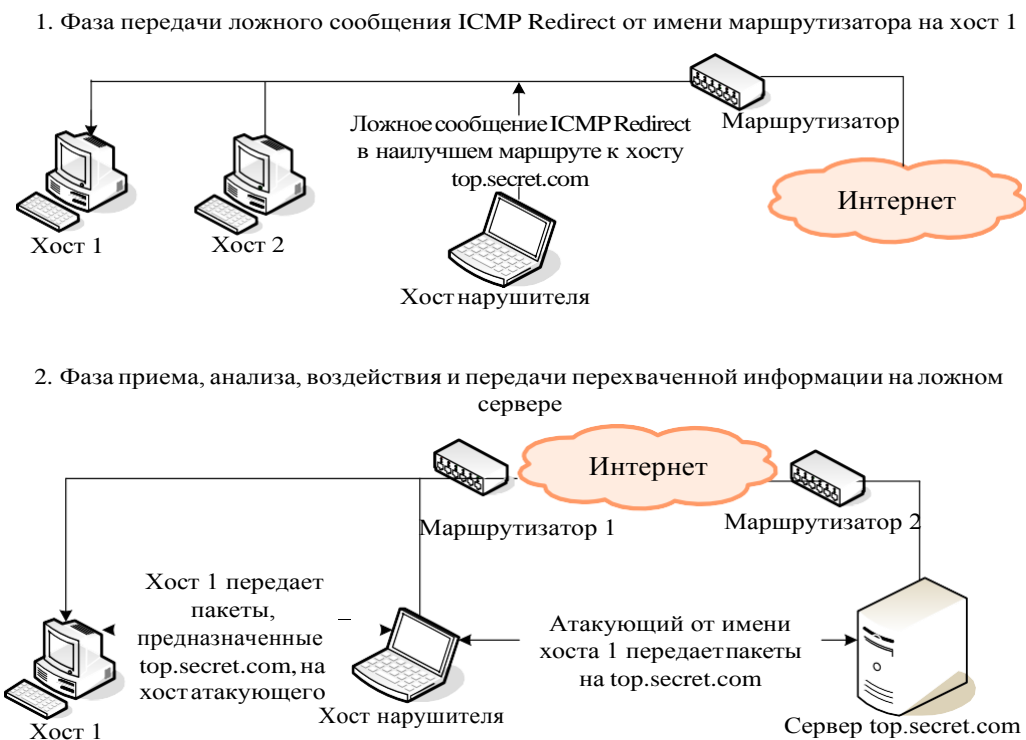 1. Фаза передачи ложного сообщения ICMP Redirect от имени маршрутизатора на хост 1
Ложное сообщение ICMP Redirect
в наилучшем маршруте к хосту
top.secret.com
Маршрутизатор
Интернет
Хост 1
Хост 2
Хост нарушителя
2. Фаза приема, анализа, воздействия и передачи перехваченной информации на ложном
сервере
Интернет
Маршрутизатор 1
Маршрутизатор 2
Хост 1 передает
пакеты,
предназначенные
top.secret.com, на
хост атакующего
Атакующий от имени
хоста 1 передает пакеты
на top.secret.com
Хост 1
Хост нарушителя
Сервер top.secret.com